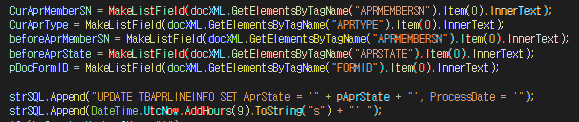 CurAprMemberSN = MakeListField(docXML.GetElementsByTagName("APRMEMBERSN").Item(0).InnerText);
CurAprType = MakeListField(docXML.GetElementsByTagName("APRTYPE").Item(0).InnerText);
beforeAprMemberSN = MakeListField(docXML.GetElementsByTagName("APRMEMBERSN").Item(0).InnerText);
beforeAprState = MakeListField(docXML.GetElementsByTagName("APRSTATE").Item(0).InnerText);
pDocFormID = MakeListField(docXML.GetElementsByTagName("FORMID").Item(0).InnerText);
strSQL.Append("UPDATE TBAPRLINEINFO SET AprState = '" + pAprState + "', ProcessDate = '");
strSQL.Append(DateTime.UtcNow.AddHours(9).ToString("s") + "' ");